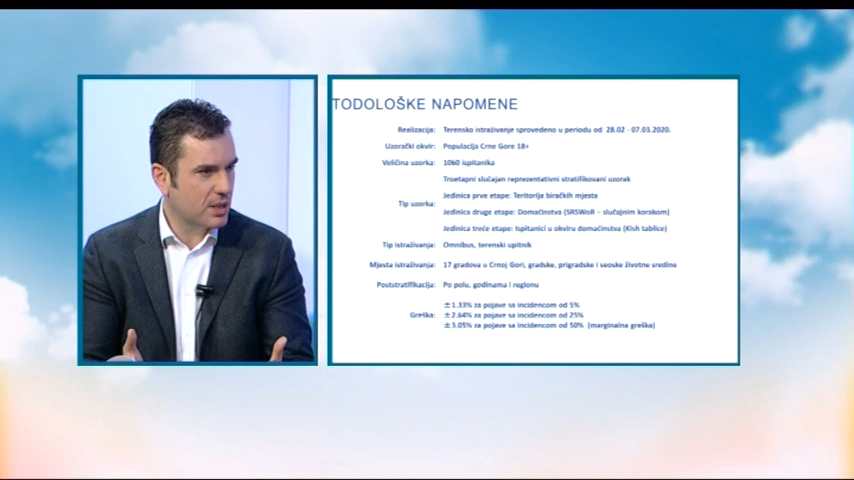 TODOLOŠKE NAPOMENE
Realizacija: Terensko istraživanje sprovedeno u periodu od 28.02 - 07.03.2020.
Uzorački okvir: Populacija Crne Gore 18+
Veličina uzorka: 1060 ispitanika
Troetapni slučajan reprezentativni stratifikovani uzorak
Jedinica prve etape: Teritorija biračkih mjesta
Tip uzorka:
Jedinica druge etape: Domaćinstva (SRSWoR – slučajnim korakom)
Jedinica treće etape: Ispitanici u okviru domaćinstva (Kish tablice)
Tip istraživanja: Omnibus, terenski upitnik
Mjesta istraživanja: 17 gradova u Crnoj Gori, gradske, prigradske i seoske životne sredine
Poststratifikacija: Po polu, godinama i regionu
±1.33% za pojave sa incidencom od 5%
Greška: ±2.64% za pojave sa incidencom od 25%
±3.05% za pojave sa incidencom od 50% (marginalna greška)